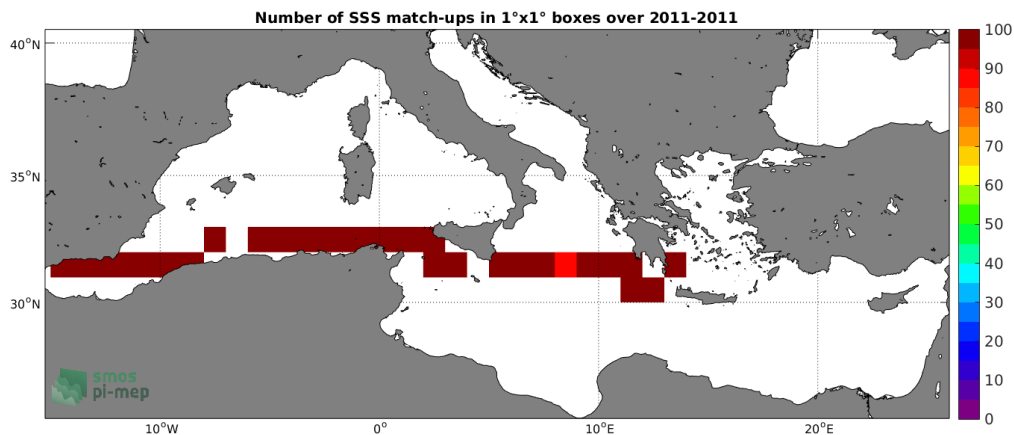 Number of SSS match-ups in 1°x1° boxes over 2011-2011
40°N
35°N
30°N
10°W
0°
10°E
20°E
100
90
80
70
60
50
40
30
20
10
0
smos
pi-mep